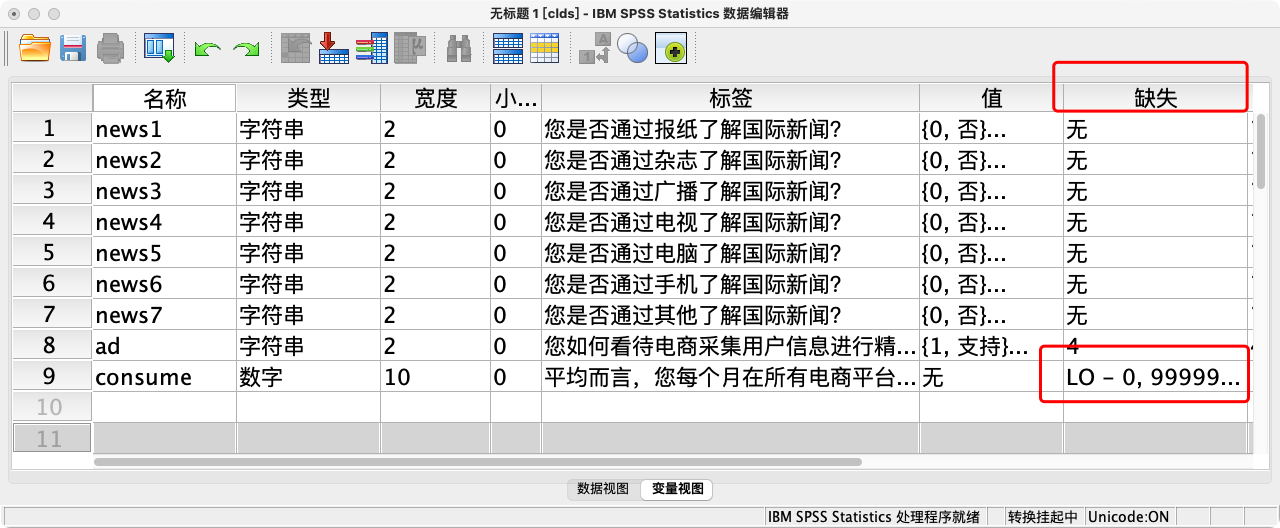 无标题 1 [clds] - IBM SPSS Statistics 数据编辑器
名称 类型 宽度 小... 标签 值 缺失
1 news1 字符串 2 0 您是否通过报纸了解国际新闻? {0, 否}... 无
2 news2 字符串 2 0 您是否通过杂志了解国际新闻? {0, 否}... 无
3 news3 字符串 2 0 您是否通过广播了解国际新闻? {0, 否}... 无
4 news4 字符串 2 0 您是否通过电视了解国际新闻? {0, 否}... 无
5 news5 字符串 2 0 您是否通过电脑了解国际新闻? {0, 否}... 无
6 news6 字符串 2 0 您是否通过手机了解国际新闻? {0, 否}... 无
7 news7 字符串 2 0 您是否通过其他了解国际新闻? {0, 否}... 无
8 ad 字符串 2 0 您如何看待电商采集用户信息进行精... {1, 支持}... 4
9 consume 数字 10 0 平均而言，您每个月在所有电商平台... 无 LO - 0, 99999...
10
11
数据视图 变量视图
IBM SPSS Statistics 处理程序就绪 转换挂起中 Unicode:ON